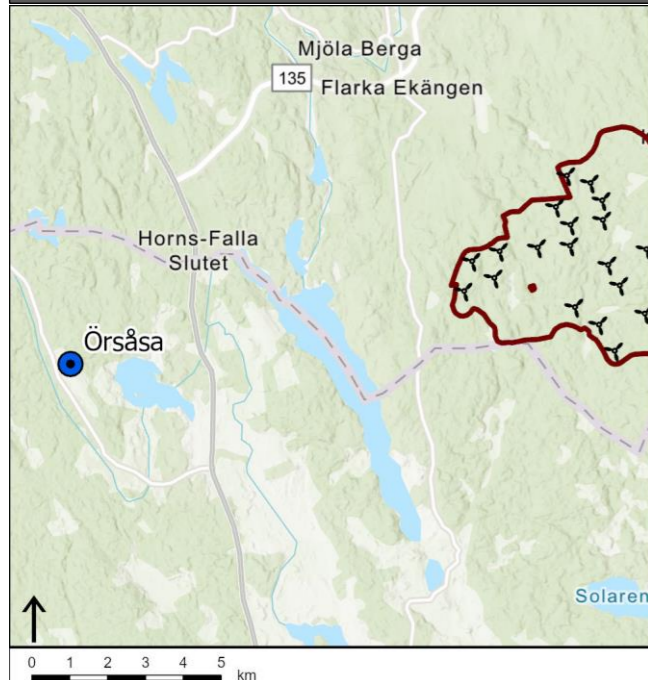 Mjöla Berga
135
Flarka Ekängen
Horns-Falla
Slutet
Örsåsa
Solaren
0 1 2 3 4 5
km